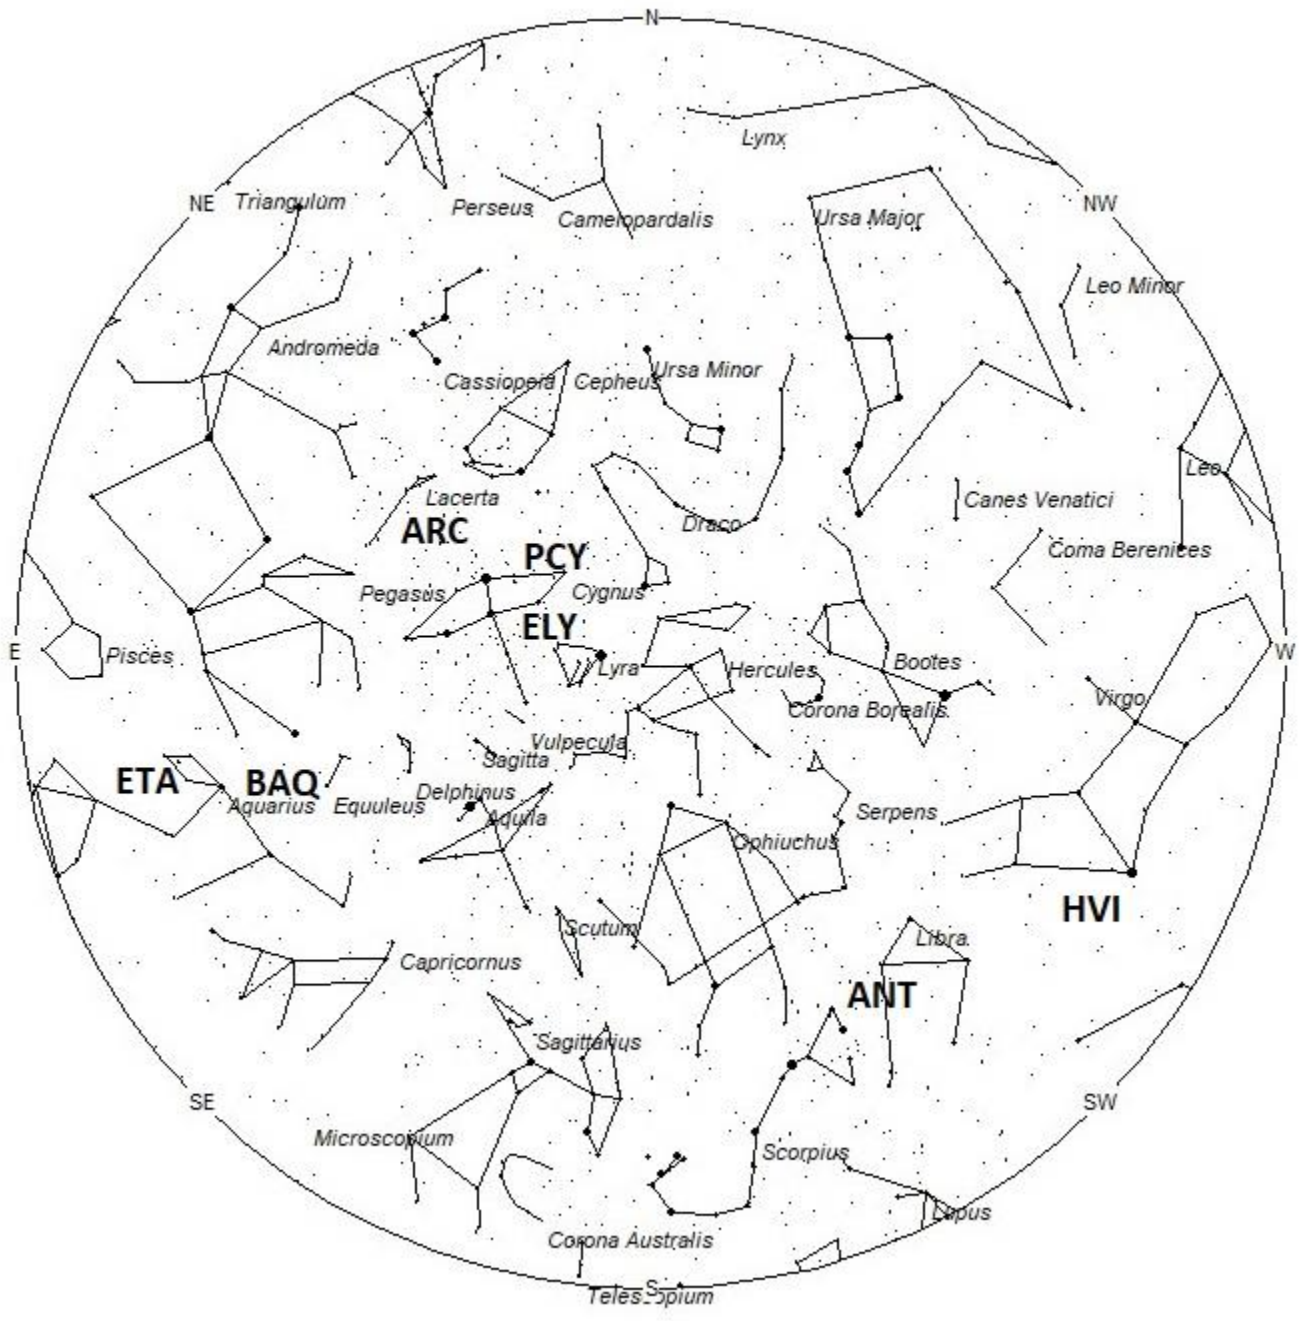 N
Lynx
NE
Triangulum
NW
Perseus
Camelopardalis
Ursa Major
Leo Minor
Andromeda
Cassiopeia
Cepheus
Ursa Minor
Leo
Lacerta
Canes Venatici
Draco
ARC
PCY
Coma Berenices
Pegasus
Cygnus
ELY
E
Pisces
Lyra
Hercules
Bootes
W
Virgo
Corona Borealis
Vulpecula
Sagitta
ETA
BAQ
Aquarius
Equuleus
Delphinus
Aquila
Serpens
Ophiuchus
HVI
Scutum
Libra
Capricornus
ANT
Sagittarius
SE
SW
Microscopium
Scorpius
Lupus
Corona Australis
S
Telescopium